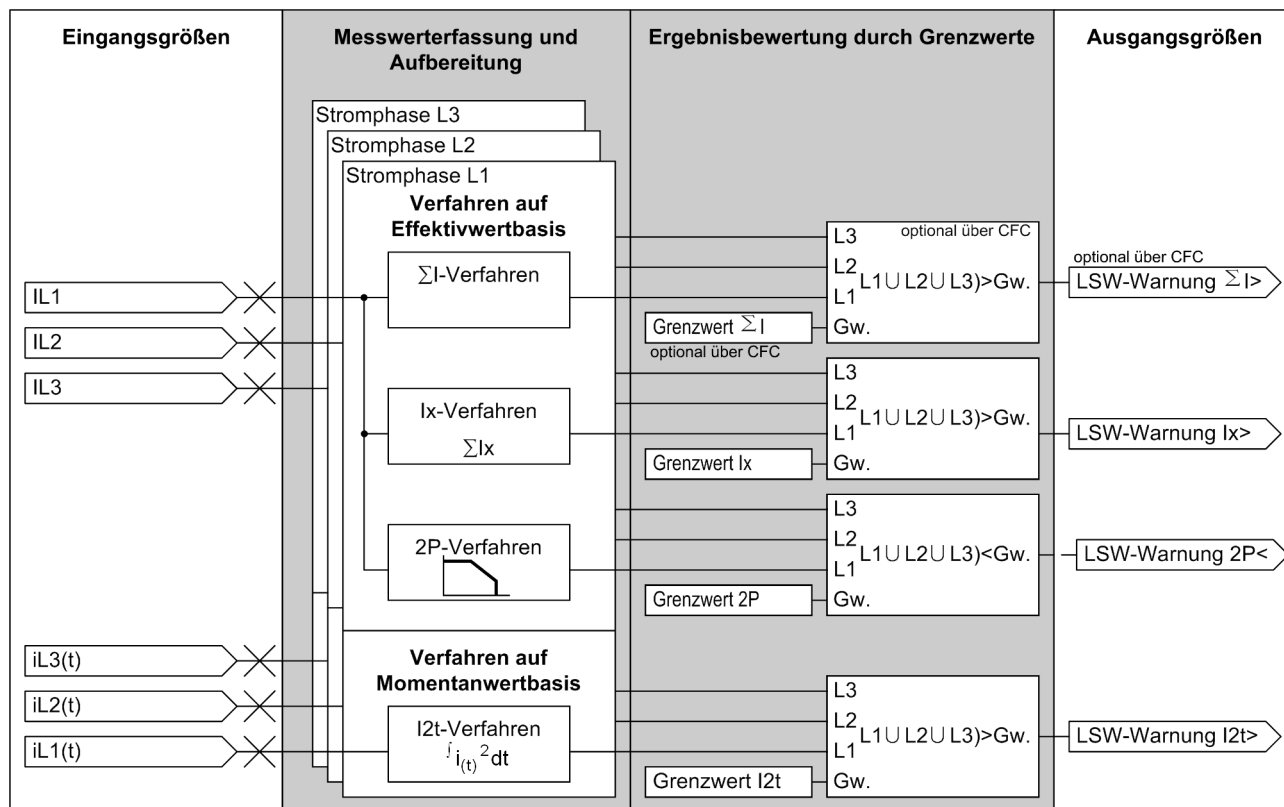 Eingangsgrößen
Messwerterfassung und
Aufbereitung
Ergebnisbewertung durch Grenzwerte
Ausgangsgrößen
Stromphase L3
Stromphase L2
Stromphase L1
Verfahren auf
Effektivwertbasis
∑I-Verfahren
Ix-Verfahren
∑Ix
2P-Verfahren
Verfahren auf
Momentanwertbasis
I2t-Verfahren
∫i(t)²dt
IL1
IL2
IL3
iL3(t)
iL2(t)
iL1(t)
optional über CFC
L3
L2
L1∪L2∪L3)>Gw.
L1
Gw.
Grenzwert ∑I
optional über CFC
L3
L2
L1∪L2∪L3)>Gw.
L1
Gw.
Grenzwert Ix
L3
L2
L1∪L2∪L3)<Gw.
L1
Gw.
Grenzwert 2P
L3
L2
L1∪L2∪L3)>Gw.
L1
Gw.
Grenzwert I2t
optional über CFC
LSW-Warnung ∑I>
LSW-Warnung Ix>
LSW-Warnung 2P<
LSW-Warnung I2t>